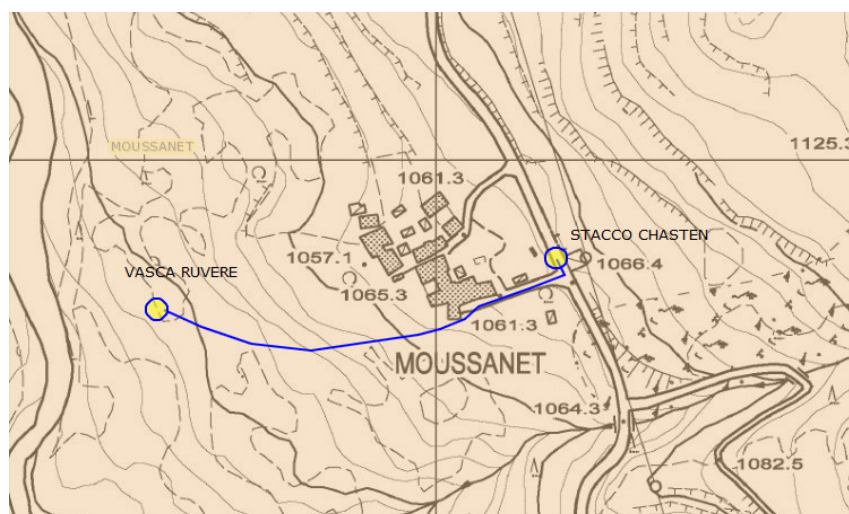 1125.3
MOUSSANET
1061.3
STACCO CHASTEN
1057.1
1066.4
VASCA RUVERE
1065.3
1061.3
MOUSSANET
1064.3
1082.5